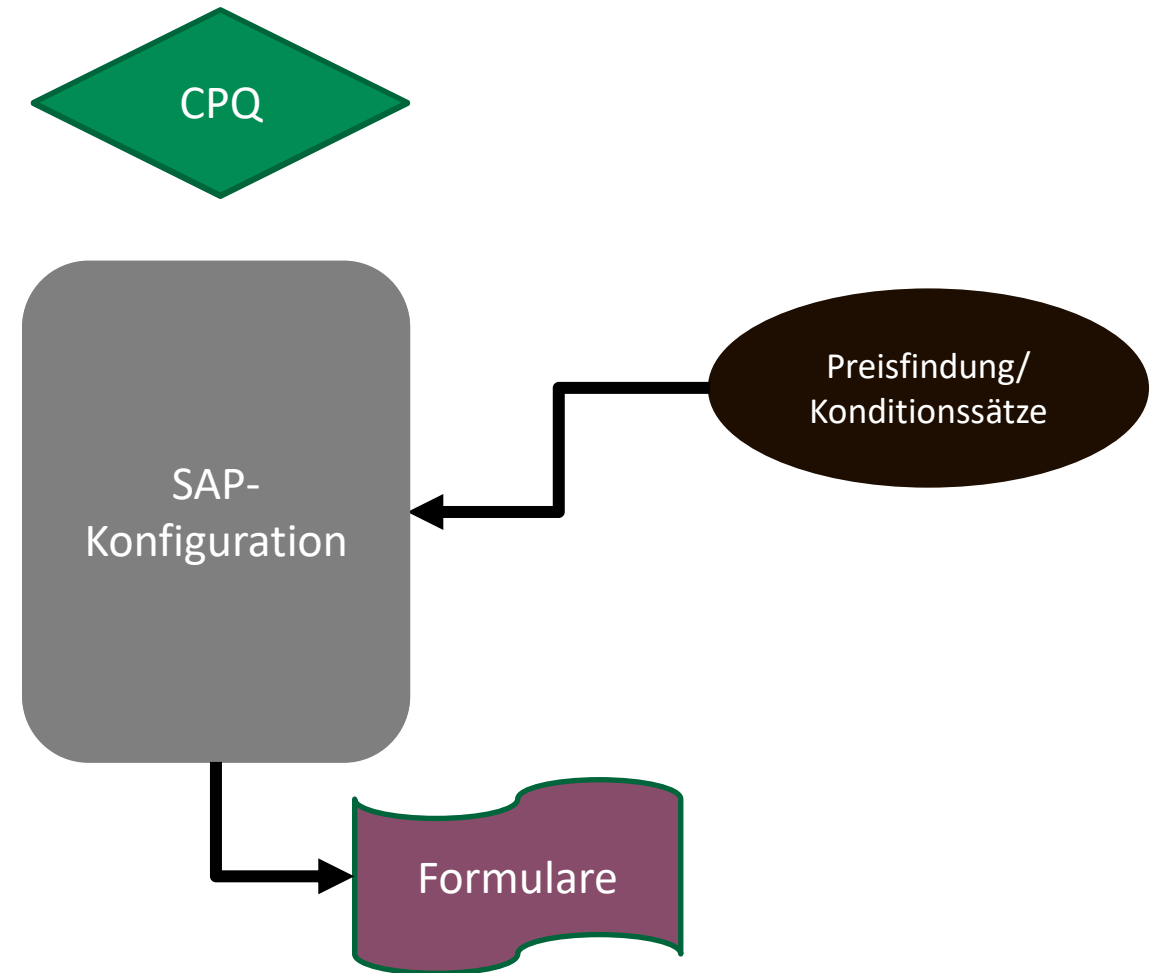 CPQ
SAP-
Konfiguration
Preisfindung/
Konditionssätze
Formulare